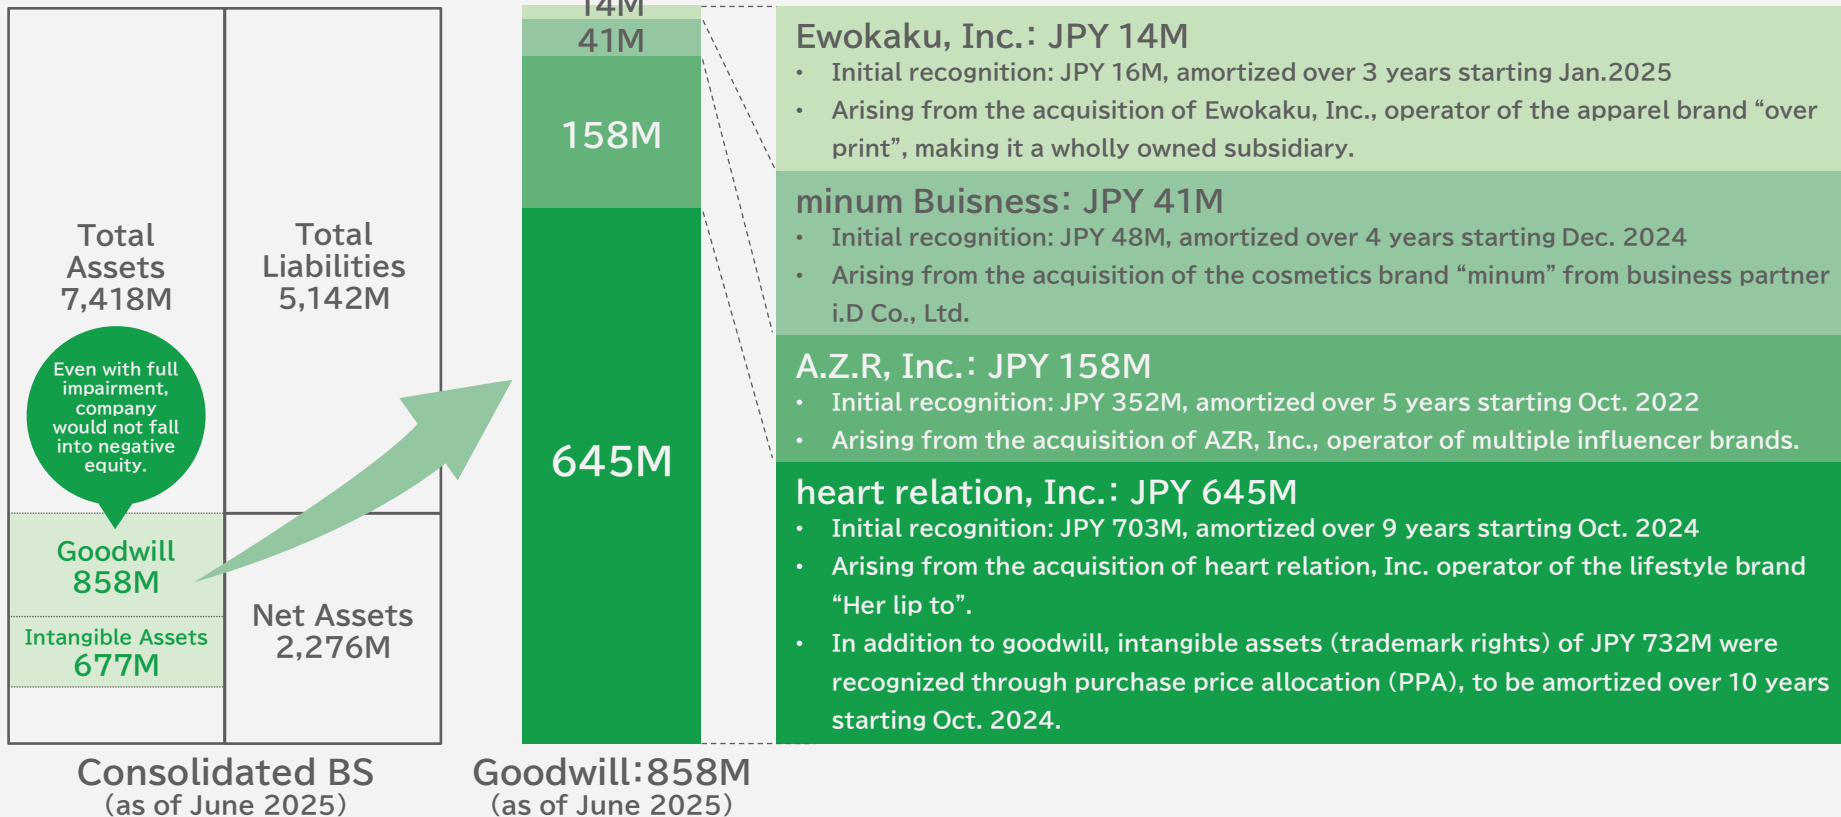 Total
Assets
7,418M
Even with full
impairment,
company
would not fall
into negative
equity.
Goodwill
858M
Intangible Assets
677M
Total
Liabilities
5,142M
Net Assets
2,276M
Consolidated BS
(as of June 2025)
14M
41M
158M
645M
Goodwill:858M
(as of June 2025)
Ewokaku, Inc.: JPY 14M
• Initial recognition: JPY 16M, amortized over 3 years starting Jan.2025
• Arising from the acquisition of Ewokaku, Inc., operator of the apparel brand “over
print”, making it a wholly owned subsidiary.
minum Buisness: JPY 41M
• Initial recognition: JPY 48M, amortized over 4 years starting Dec. 2024
• Arising from the acquisition of the cosmetics brand “minum” from business partner
i.D Co., Ltd.
A.Z.R, Inc.: JPY 158M
• Initial recognition: JPY 352M, amortized over 5 years starting Oct. 2022
• Arising from the acquisition of AZR, Inc., operator of multiple influencer brands.
heart relation, Inc.: JPY 645M
• Initial recognition: JPY 703M, amortized over 9 years starting Oct. 2024
• Arising from the acquisition of heart relation, Inc. operator of the lifestyle brand
“Her lip to”.
• In addition to goodwill, intangible assets (trademark rights) of JPY 732M were
recognized through purchase price allocation (PPA), to be amortized over 10 years
starting Oct. 2024.